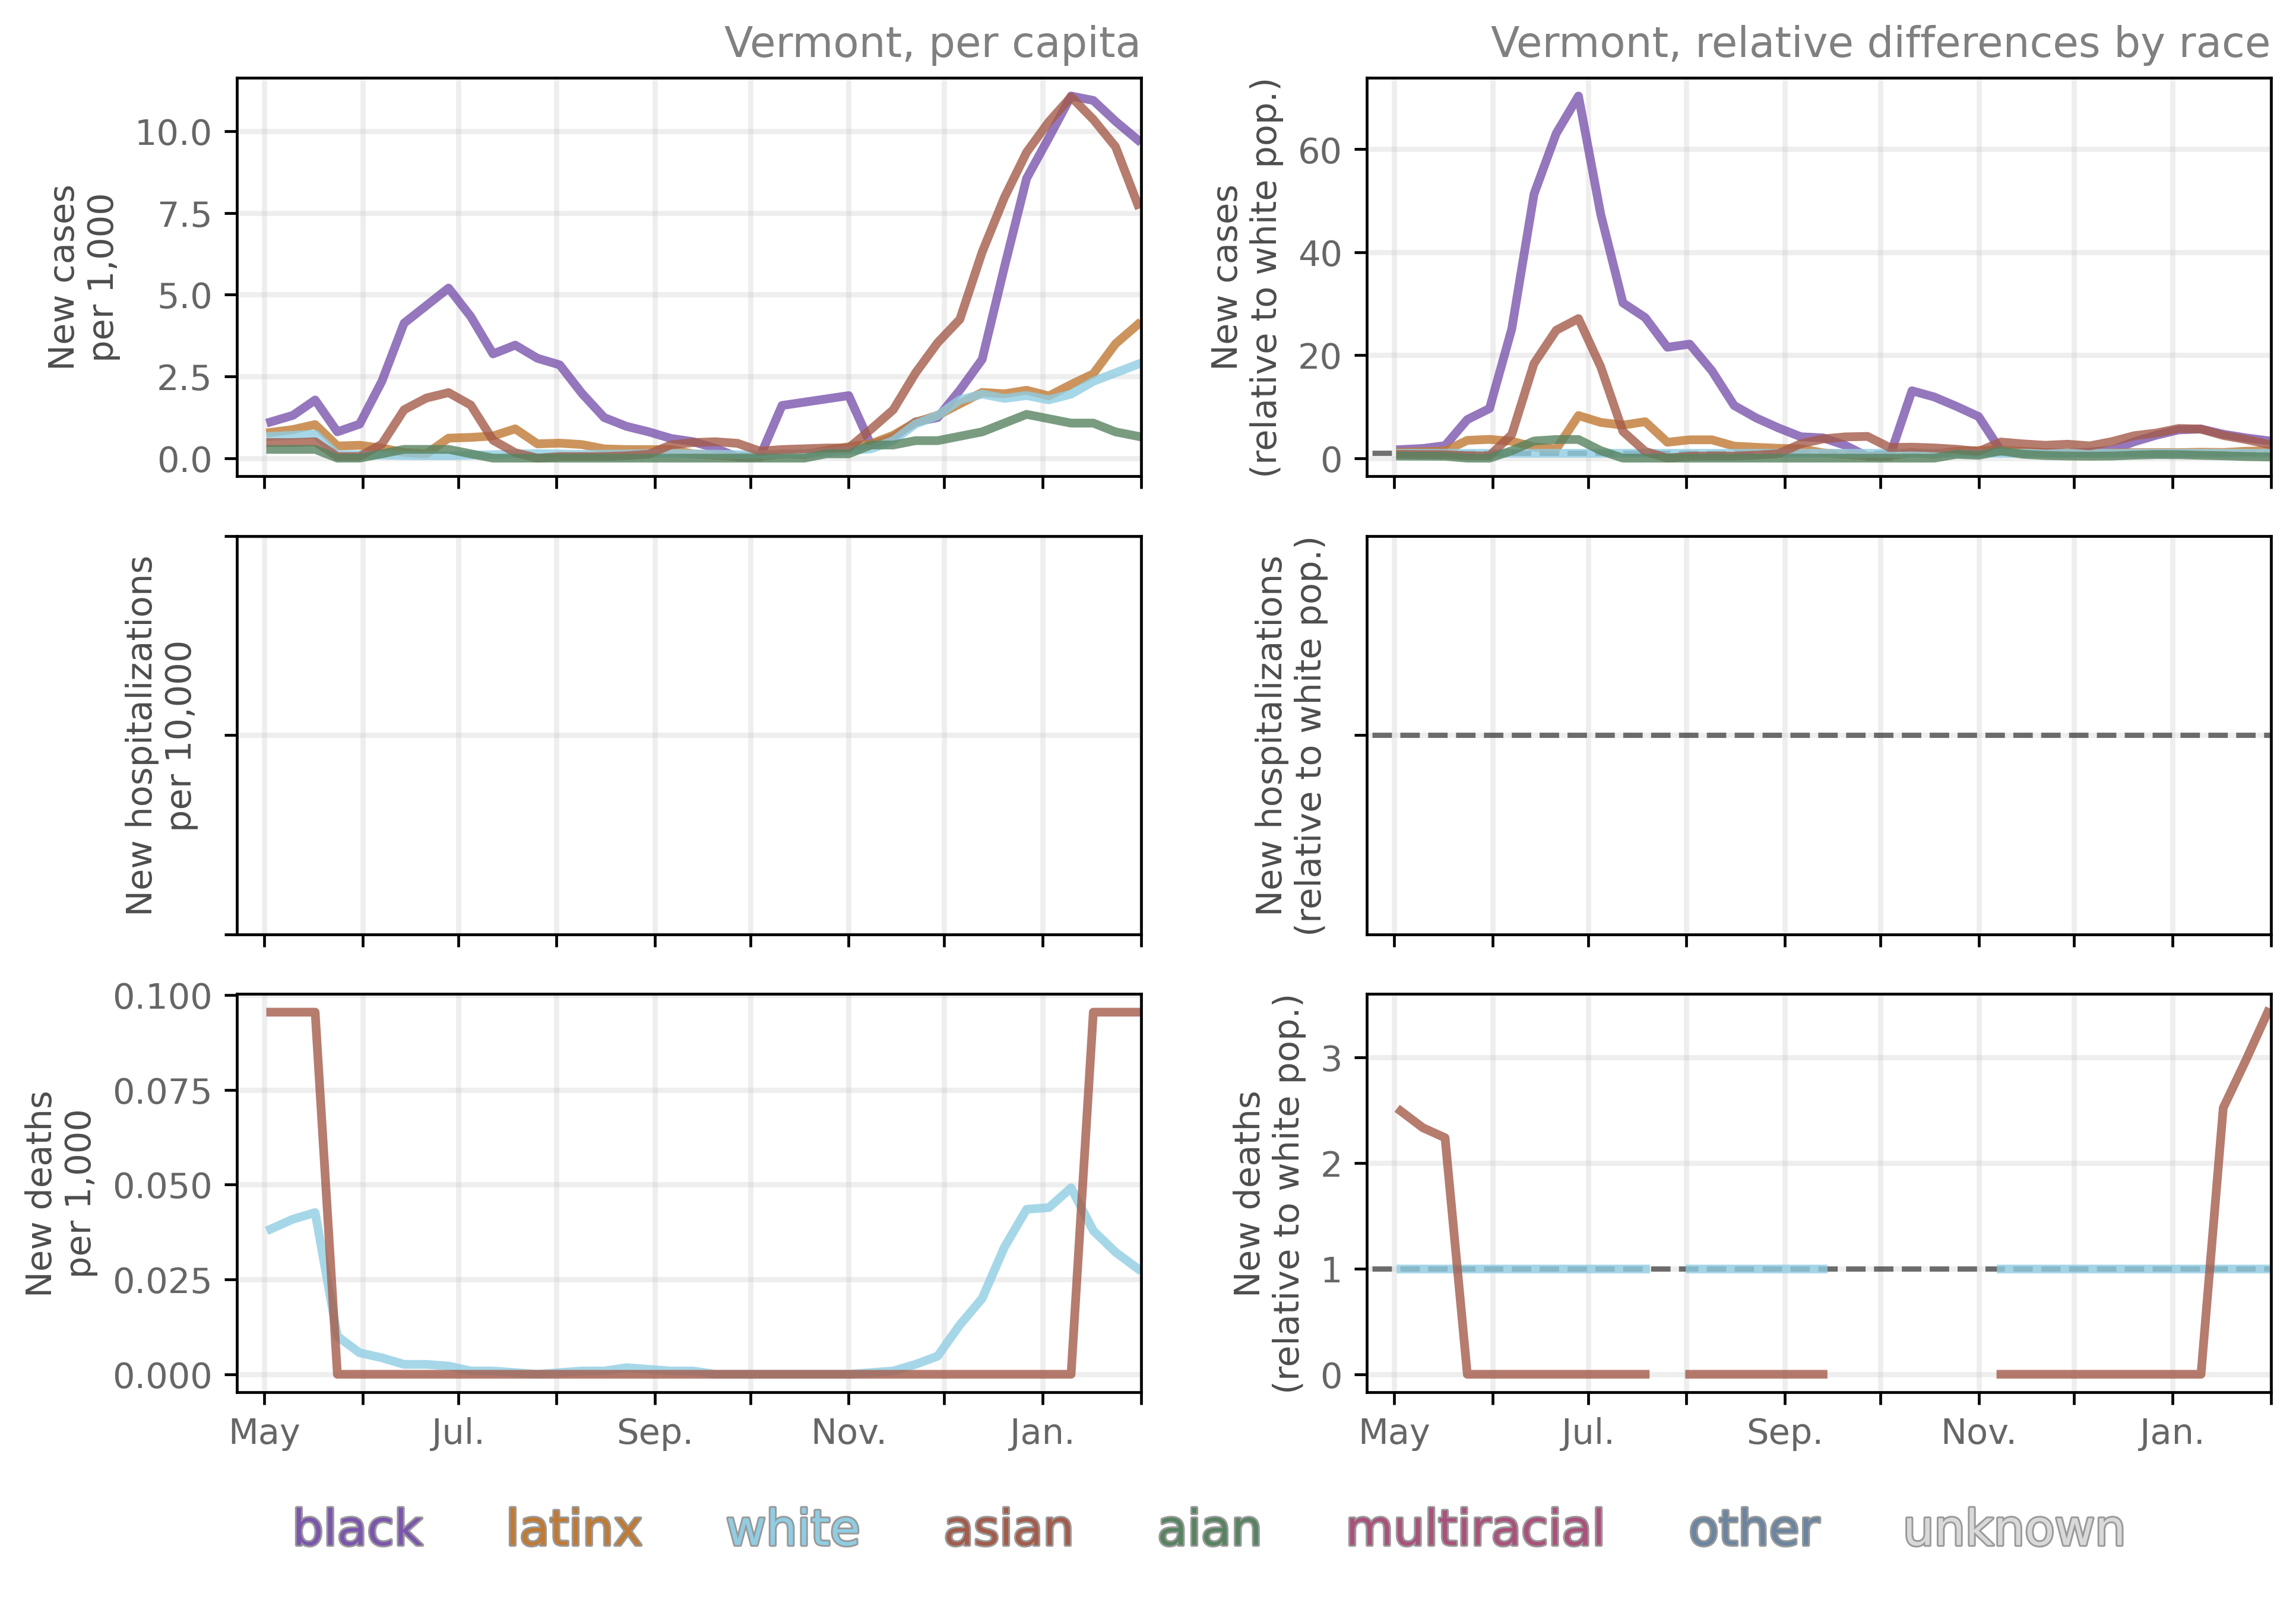 Vermont, per capita
Vermont, relative differences by race
New cases
per 1,000
10.0
7.5
5.0
2.5
0.0
New cases
(relative to white pop.)
60
40
20
0
New hospitalizations
per 10,000
New hospitalizations
(relative to white pop.)
New deaths
per 1,000
0.100
0.075
0.050
0.025
0.000
New deaths
(relative to white pop.)
3
2
1
0
May Jul. Sep. Nov. Jan.
May Jul. Sep. Nov. Jan.
black latinx white asian aian multiracial other unknown